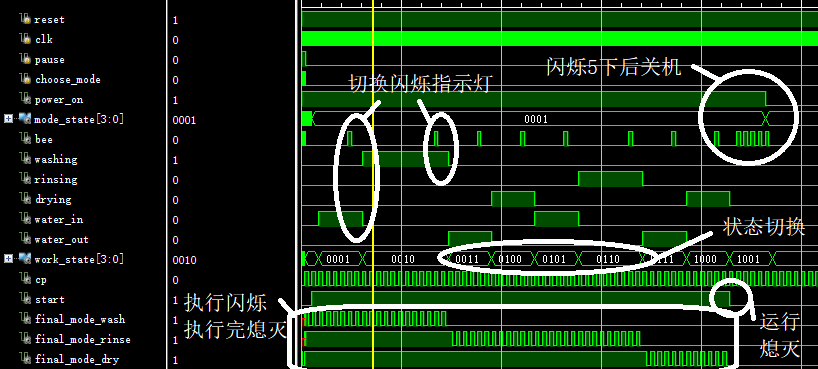 reset 1
clk 0
pause 0
choose_mode 0
power_on 1
mode_state[3:0] 0001 0001
bee 0
washing 1
rinsing 0
drying 0
water_in 0
water_out 0
work_state[3:0] 0010 0001 0010 0011 0100 0101 0110 0111 1000 1001
cp 0
start 1
final_mode_wash 1
final_mode_rinse 1
final_mode_dry 1
切换闪烁指示灯
闪烁5下后关机
状态切换
执行闪烁
执行完熄灭
运行
熄灭